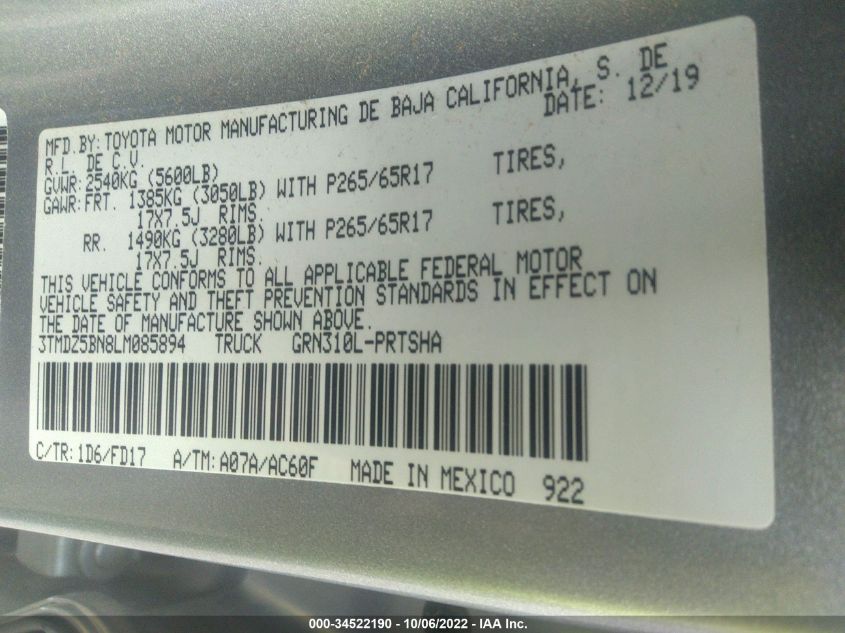 MFD.BY: TOYOTA MOTOR MANUFACTURING DE BAJA CALIFORNIA, S. DE
R.L. DE C.V. DATE: 12/19
GVWR: 2540KG (5600LB)
GAWR: FRT. 1385KG (3050LB) WITH P265/65R17 TIRES,
17X7.5J RIMS.
RR. 1490KG (3280LB) WITH P265/65R17 TIRES,
17X7.5J RIMS.
THIS VEHICLE CONFORMS TO ALL APPLICABLE FEDERAL MOTOR
VEHICLE SAFETY AND THEFT PREVENTION STANDARDS IN EFFECT ON
THE DATE OF MANUFACTURE SHOWN ABOVE.
3TMDZ5BN8LM085894 TRUCK GRN310L-PRTSHA
C/TR: 1D6/FD17 A/TM: A07A/AC60F MADE IN MEXICO 922
000-34522190 - 10/06/2022 - IAA Inc.